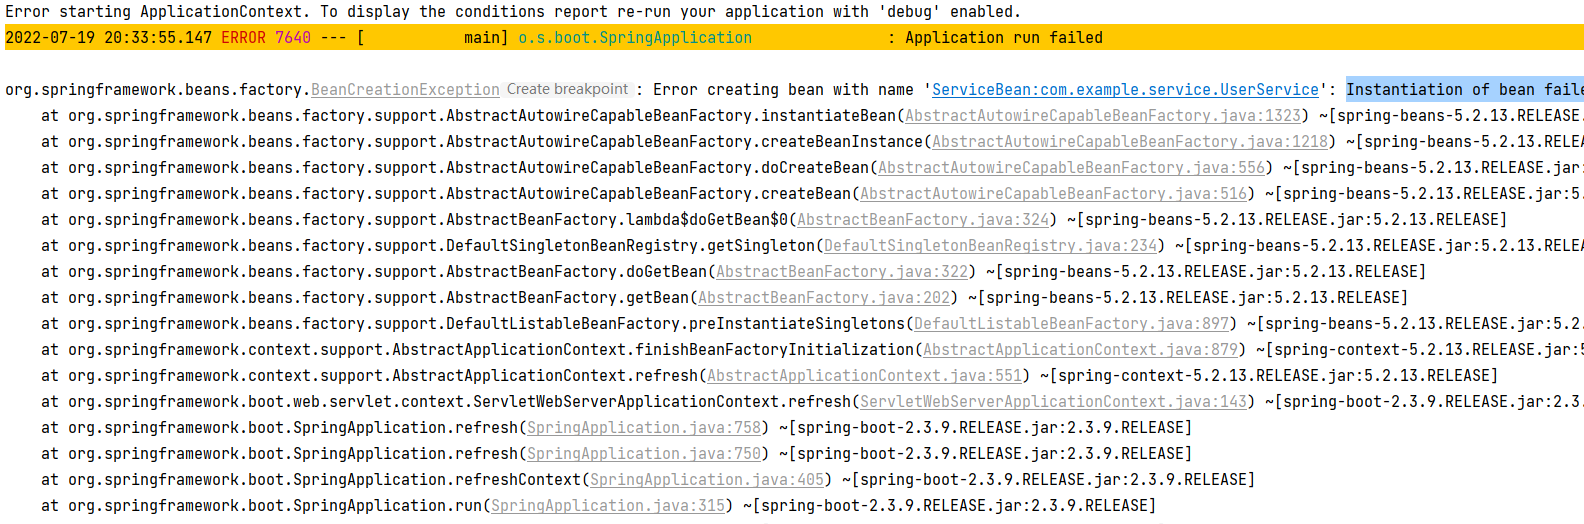 Error starting ApplicationContext. To display the conditions report re-run your application with 'debug' enabled.
2022-07-19 20:33:55.147 ERROR 7640 --- [           main] o.s.boot.SpringApplication               : Application run failed
org.springframework.beans.factory.BeanCreationException Create breakpoint : Error creating bean with name 'ServiceBean:com.example.service.UserService': Instantiation of bean faile
    at org.springframework.beans.factory.support.AbstractAutowireCapableBeanFactory.instantiateBean(AbstractAutowireCapableBeanFactory.java:1323) ~[spring-beans-5.2.13.RELEASE.
    at org.springframework.beans.factory.support.AbstractAutowireCapableBeanFactory.createBeanInstance(AbstractAutowireCapableBeanFactory.java:1218) ~[spring-beans-5.2.13.RELEA
    at org.springframework.beans.factory.support.AbstractAutowireCapableBeanFactory.doCreateBean(AbstractAutowireCapableBeanFactory.java:556) ~[spring-beans-5.2.13.RELEASE.jar:
    at org.springframework.beans.factory.support.AbstractAutowireCapableBeanFactory.createBean(AbstractAutowireCapableBeanFactory.java:516) ~[spring-beans-5.2.13.RELEASE.jar:5.
    at org.springframework.beans.factory.support.AbstractBeanFactory.lambda$doGetBean$0(AbstractBeanFactory.java:324) ~[spring-beans-5.2.13.RELEASE.jar:5.2.13.RELEASE]
    at org.springframework.beans.factory.support.DefaultSingletonBeanRegistry.getSingleton(DefaultSingletonBeanRegistry.java:234) ~[spring-beans-5.2.13.RELEASE.jar:5.2.13.RELEA
    at org.springframework.beans.factory.support.AbstractBeanFactory.doGetBean(AbstractBeanFactory.java:322) ~[spring-beans-5.2.13.RELEASE.jar:5.2.13.RELEASE]
    at org.springframework.beans.factory.support.AbstractBeanFactory.getBean(AbstractBeanFactory.java:202) ~[spring-beans-5.2.13.RELEASE.jar:5.2.13.RELEASE]
    at org.springframework.beans.factory.support.DefaultListableBeanFactory.preInstantiateSingletons(DefaultListableBeanFactory.java:897) ~[spring-beans-5.2.13.RELEASE.jar:5.2.
    at org.springframework.context.support.AbstractApplicationContext.finishBeanFactoryInitialization(AbstractApplicationContext.java:879) ~[spring-context-5.2.13.RELEASE.jar:5
    at org.springframework.context.support.AbstractApplicationContext.refresh(AbstractApplicationContext.java:551) ~[spring-context-5.2.13.RELEASE.jar:5.2.13.RELEASE]
    at org.springframework.boot.web.servlet.context.ServletWebServerApplicationContext.refresh(ServletWebServerApplicationContext.java:143) ~[spring-boot-2.3.9.RELEASE.jar:2.3.
    at org.springframework.boot.SpringApplication.refresh(SpringApplication.java:758) ~[spring-boot-2.3.9.RELEASE.jar:2.3.9.RELEASE]
    at org.springframework.boot.SpringApplication.refresh(SpringApplication.java:750) ~[spring-boot-2.3.9.RELEASE.jar:2.3.9.RELEASE]
    at org.springframework.boot.SpringApplication.refreshContext(SpringApplication.java:405) ~[spring-boot-2.3.9.RELEASE.jar:2.3.9.RELEASE]
    at org.springframework.boot.SpringApplication.run(SpringApplication.java:315) ~[spring-boot-2.3.9.RELEASE.jar:2.3.9.RELEASE]